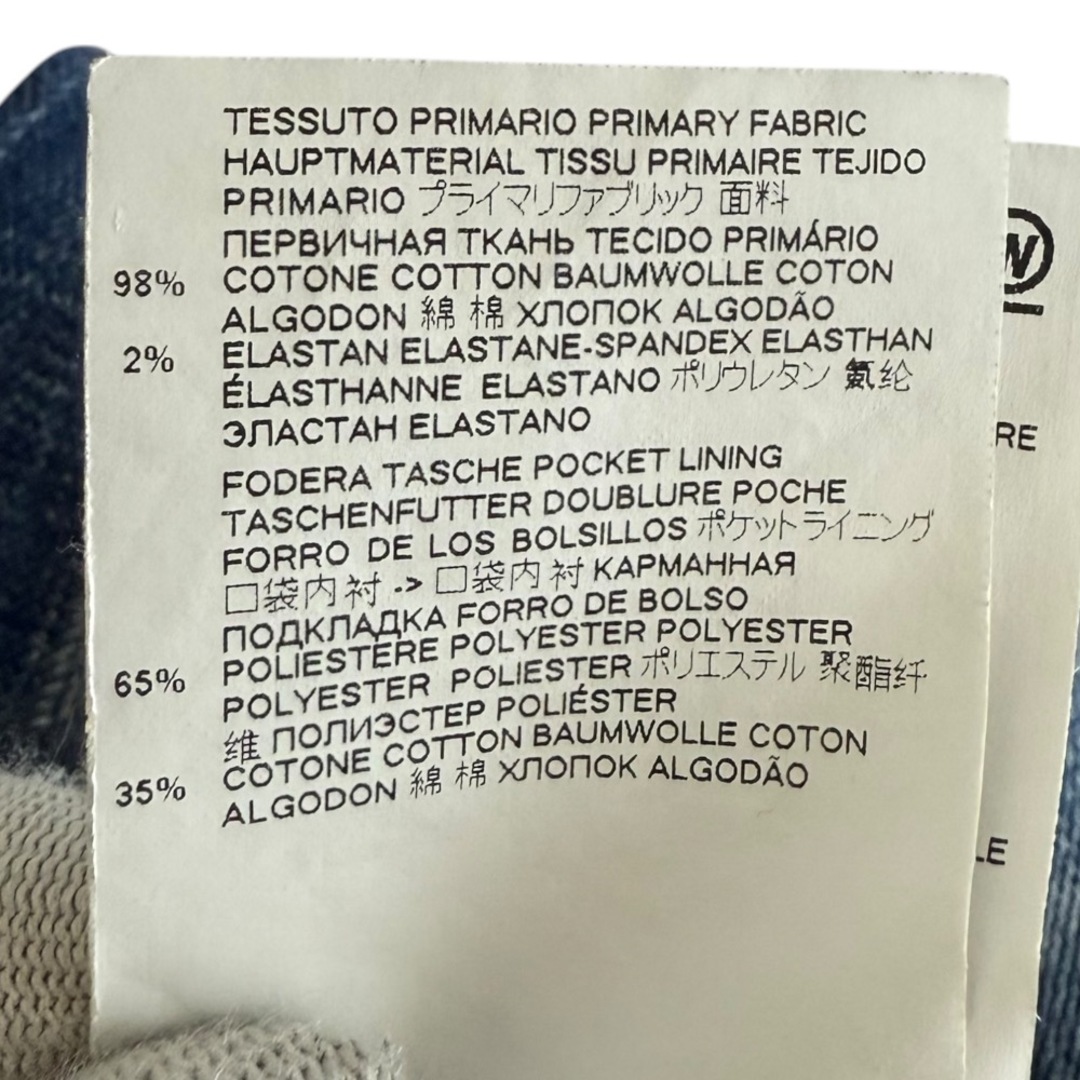 TESSUTO PRIMARIO PRIMARY FABRIC
HAUPTMATERIAL TISSU PRIMAIRE TEJIDO
PRIMARIO プライマリファブリック 面料
ПЕРВИЧНАЯ ТКАНЬ TECIDO PRIMÁRIO
98% COTONE COTTON BAUMWOLLE COTON
ALGODON 綿 棉 ХЛОПОК ALGODÃO
2% ELASTAN ELASTANE-SPANDEX ELASTHAN
ÉLASTHANNE ELASTANO ポリウレタン 氨纶
ЭЛАСТАН ELASTANO
FODERA TASCHE POCKET LINING
TASCHENFUTTER DOUBLURE POCHE
FORRO DE LOS BOLSILLOS ポケットライニング
口袋内衬 -> 口袋内衬 КАРМАННАЯ
ПОДКЛАДКА FORRO DE BOLSO
65% POLIESTERE POLYESTER POLYESTER
POLYESTER POLIESTER ポリエステル 聚酯纤
维 ПОЛИЭСТЕР POLIÉSTER
35% COTONE COTTON BAUMWOLLE COTON
ALGODON 綿 棉 ХЛОПОК ALGODÃO
W
RE
LE